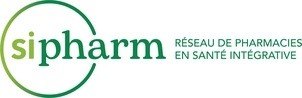 sipharm
RÉSEAU DE PHARMACIES
EN SANTÉ INTÉGRATIVE